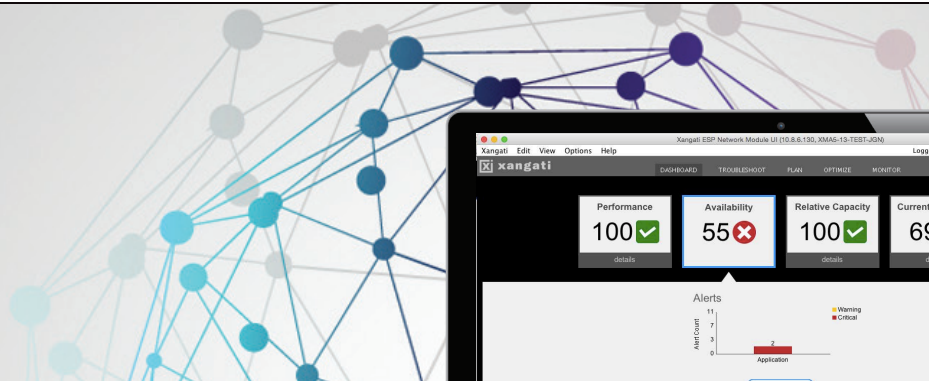 Xangati ESP Network Module UI (10.8.6.130, XMA5-13-TEST-JGN)
Xangati Edit View Options Help Logg
xangati
DASHBOARD TROUBLESHOOT PLAN OPTIMIZE MONITOR
Performance Availability Relative Capacity Current
100 55 100 69
details details d
Alerts
Warning
Critical
Alert Count
11
7
3
0
2
Application